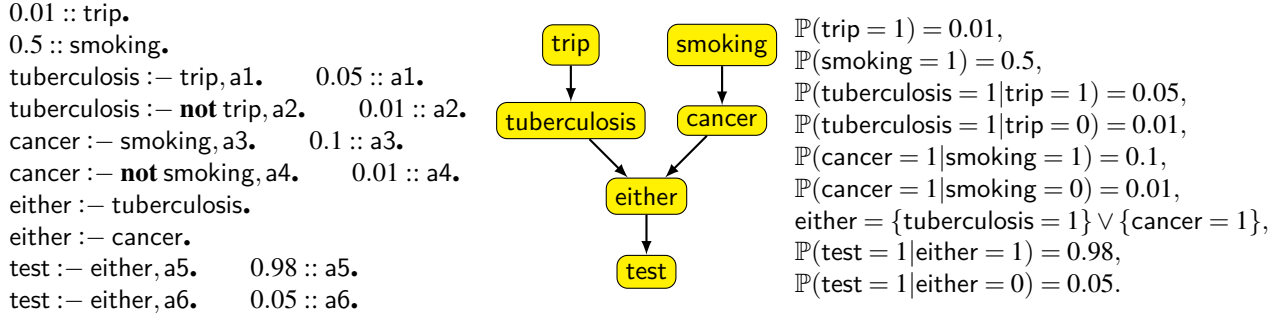 0.01 :: trip.
0.5 :: smoking.
tuberculosis :− trip, a1. 0.05 :: a1.
tuberculosis :− not trip, a2. 0.01 :: a2.
cancer :− smoking, a3. 0.1 :: a3.
cancer :− not smoking, a4. 0.01 :: a4.
either :− tuberculosis.
either :− cancer.
test :− either, a5. 0.98 :: a5.
test :− either, a6. 0.05 :: a6.
trip smoking
tuberculosis cancer
either
test
ℙ(trip = 1) = 0.01,
ℙ(smoking = 1) = 0.5,
ℙ(tuberculosis = 1|trip = 1) = 0.05,
ℙ(tuberculosis = 1|trip = 0) = 0.01,
ℙ(cancer = 1|smoking = 1) = 0.1,
ℙ(cancer = 1|smoking = 0) = 0.01,
either = {tuberculosis = 1} ∨ {cancer = 1},
ℙ(test = 1|either = 1) = 0.98,
ℙ(test = 1|either = 0) = 0.05.